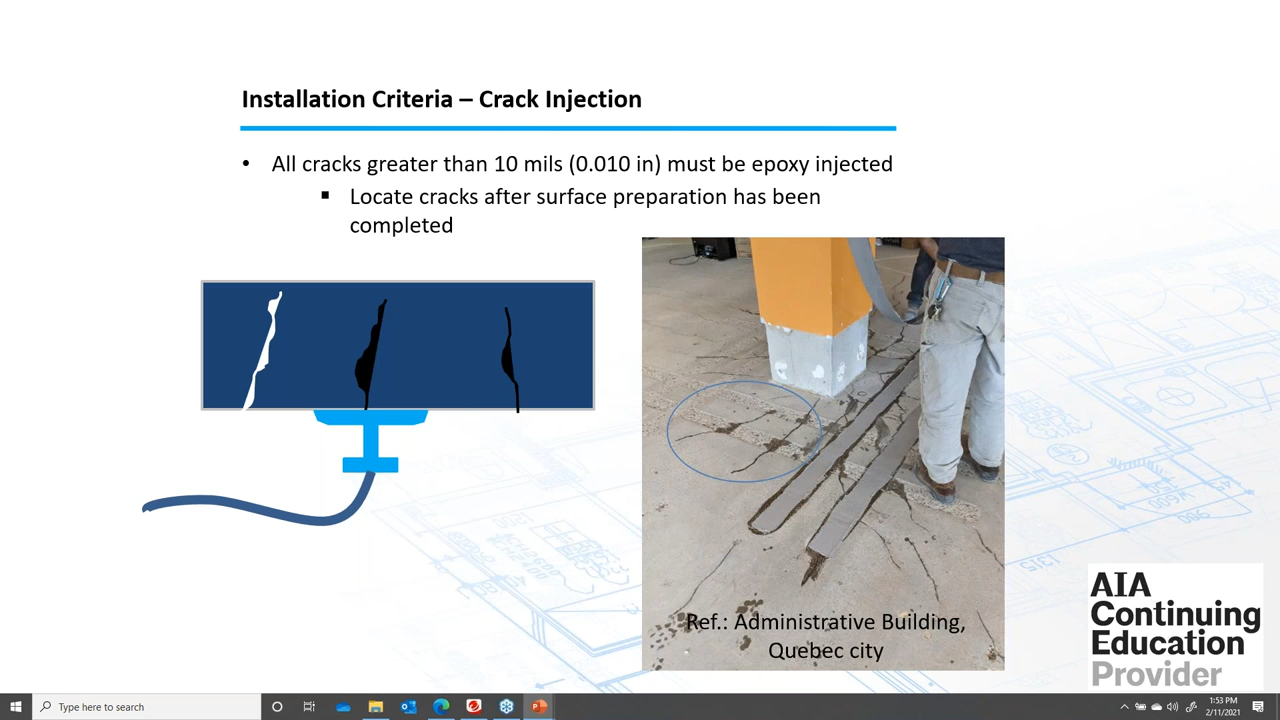 Installation Criteria – Crack Injection
• All cracks greater than 10 mils (0.010 in) must be epoxy injected
▪ Locate cracks after surface preparation has been
completed
Ref.: Administrative Building,
Quebec city
AIA
Continuing
Education
Provider
Type here to search
1:53 PM
2/11/2021